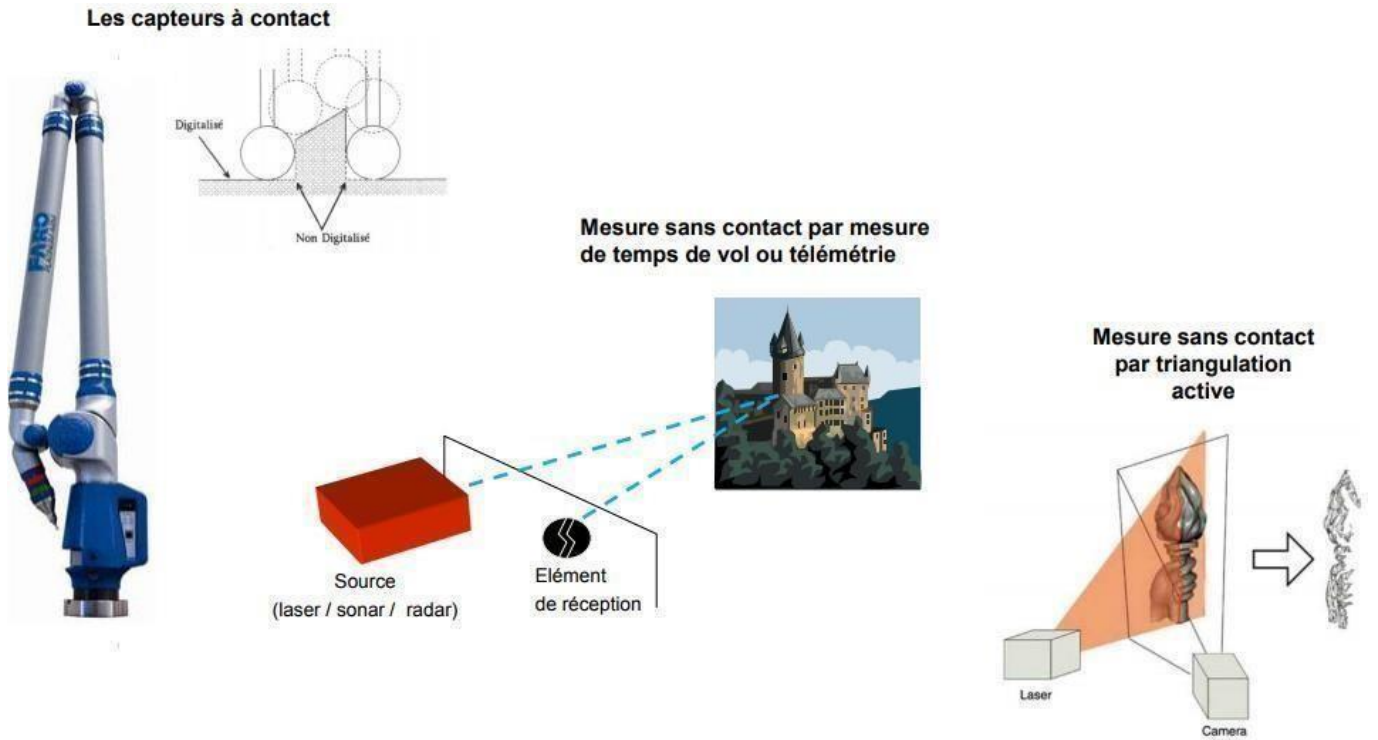 Les capteurs à contact
Digitalisé
Non Digitalisé
FARO
Mesure sans contact par mesure
de temps de vol ou télémétrie
Source
(laser / sonar / radar)
Elément
de réception
Mesure sans contact
par triangulation
active
Laser
Camera